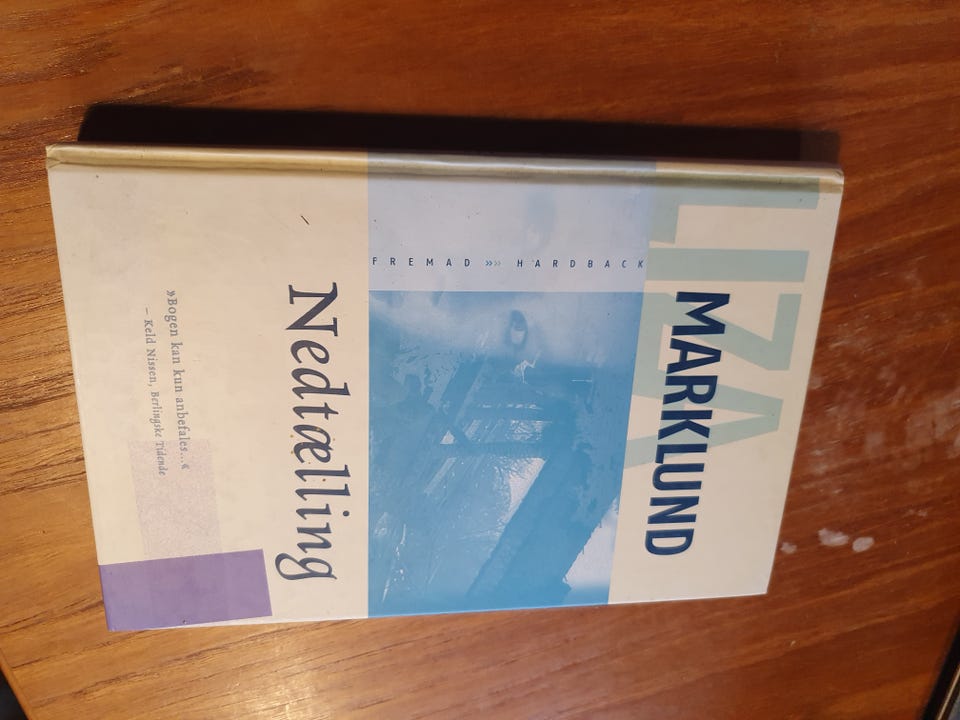 LIZA
MARKLUND
FREMAD »» HARDBACK
Nedtælling
»Bogen kan kun anbefales...«
– Keld Nissen, Berlingske Tidende